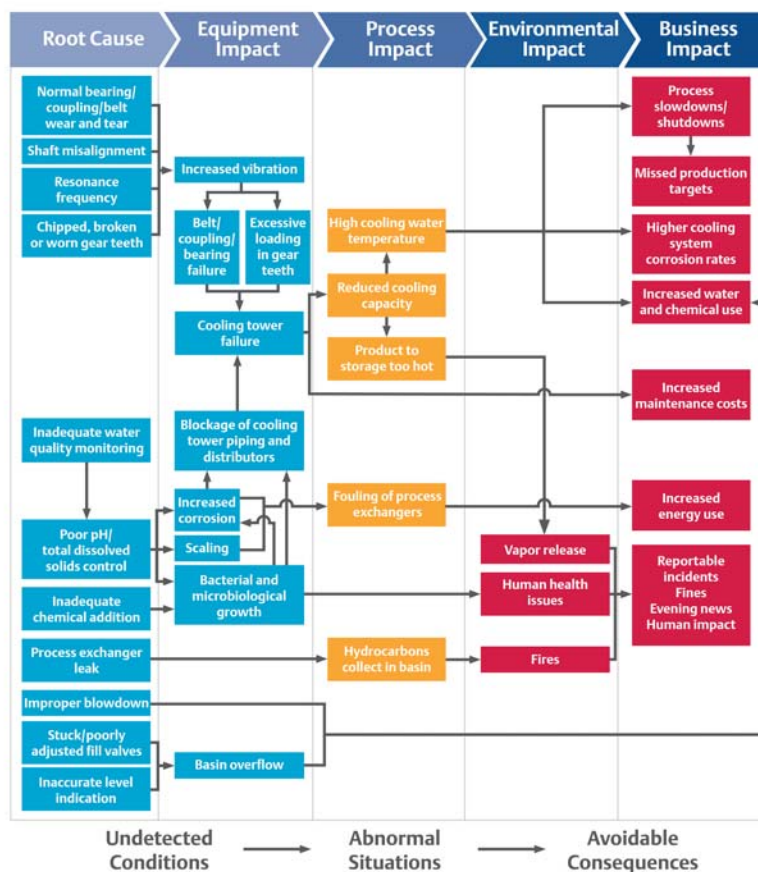 Root Cause
Equipment
Impact
Process
Impact
Environmental
Impact
Business
Impact
Normal bearing/
coupling/belt
wear and tear
Shaft misalignment
Resonance
frequency
Chipped, broken
or worn gear teeth
Inadequate water
quality monitoring
Poor pH/
total dissolved
solids control
Inadequate
chemical addition
Process exchanger
leak
Improper blowdown
Stuck/poorly
adjusted fill valves
Inaccurate level
indication
Increased vibration
Belt/
coupling/
bearing
failure
Excessive
loading in
gear teeth
Cooling tower
failure
Blockage of cooling
tower piping and
distributors
Increased
corrosion
Scaling
Bacterial and
microbiological
growth
Basin overflow
High cooling water
temperature
Reduced cooling
capacity
Product to
storage too hot
Fouling of process
exchangers
Hydrocarbons
collect in basin
Vapor release
Human health
issues
Fires
Process
slowdowns/
shutdowns
Missed production
targets
Higher cooling
system
corrosion rates
Increased water
and chemical use
Increased
maintenance costs
Increased
energy use
Reportable
incidents
Fines
Evening news
Human impact
Undetected
Conditions
Abnormal
Situations
Avoidable
Consequences